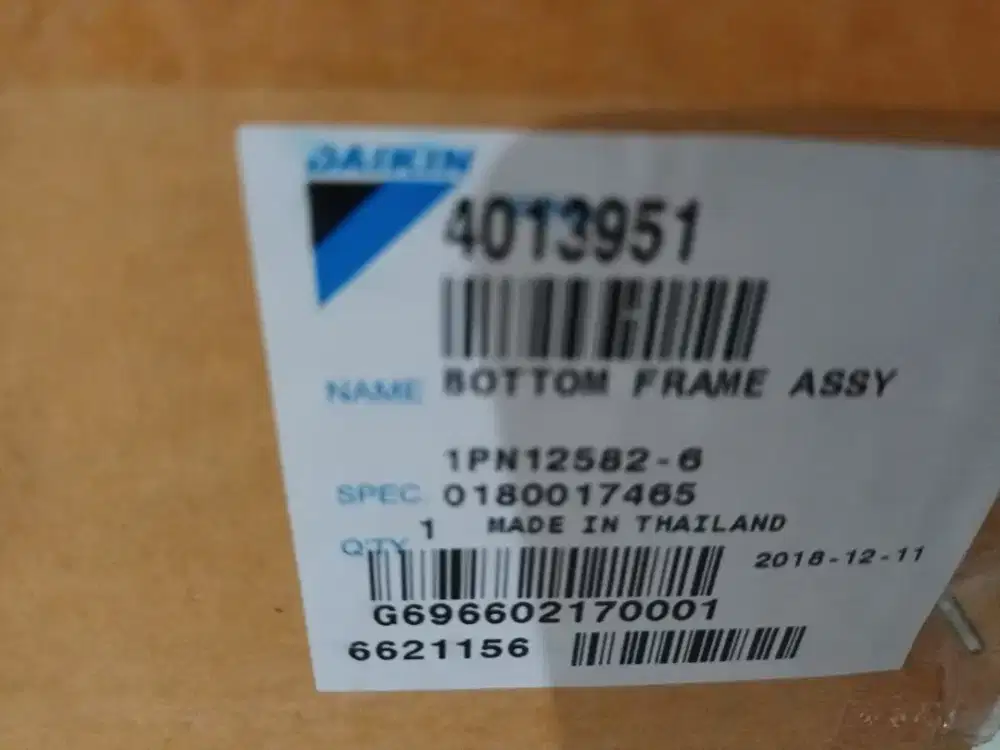 DAIKIN
4013951
NAME BOTTOM FRAME ASSY
1PN12582-6
SPEC. 0180017465
Q'TY 1 MADE IN THAILAND
2018-12-11
G696602170001
6621156